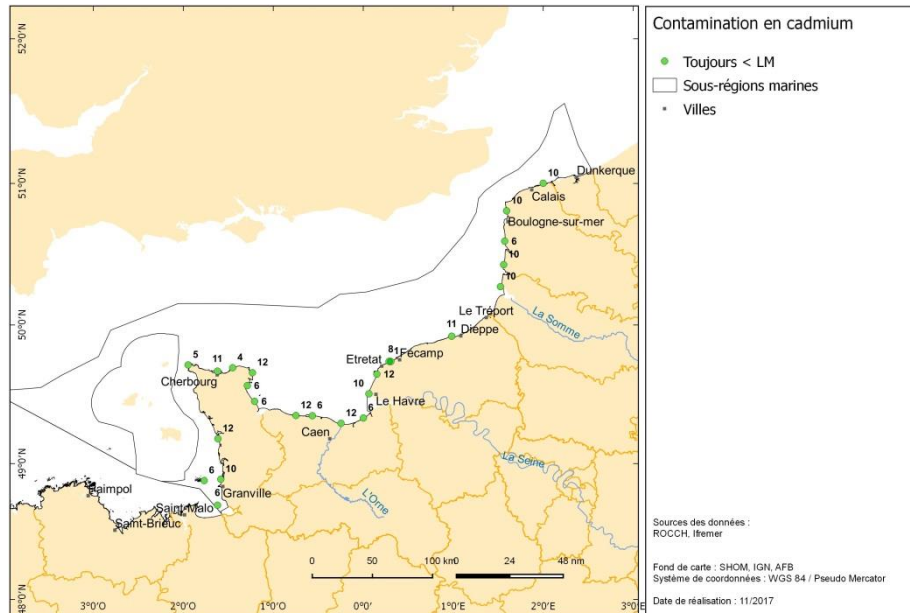 Contamination en cadmium
Toujours < LM
Sous-régions marines
Villes
52°0'N
51°0'N
50°0'N
49°0'N
48°0'N
10
Dunkerque
Calais
10
Boulogne-sur-mer
6
10
10
Le Tréport
La Somme
11
Dieppe
8
1
Etretat
Fécamp
12
10
Le Havre
6
La Seine
5
11
4
12
Cherbourg
6
6
12
6
12
Caen
L'Orne
12
6
10
6
Granville
Paimpol
Saint-Malo
Saint-Brieuc
0
50
100 km
0
24
48 nm
3°0
2°0
1°0
0°0
1°0
2°0
3°0'E
Sources des données :
ROCCH, Ifremer
Fond de carte : SHOM, IGN, AFB
Système de coordonnées : WGS 84 / Pseudo Mercator
Date de réalisation : 11/2017